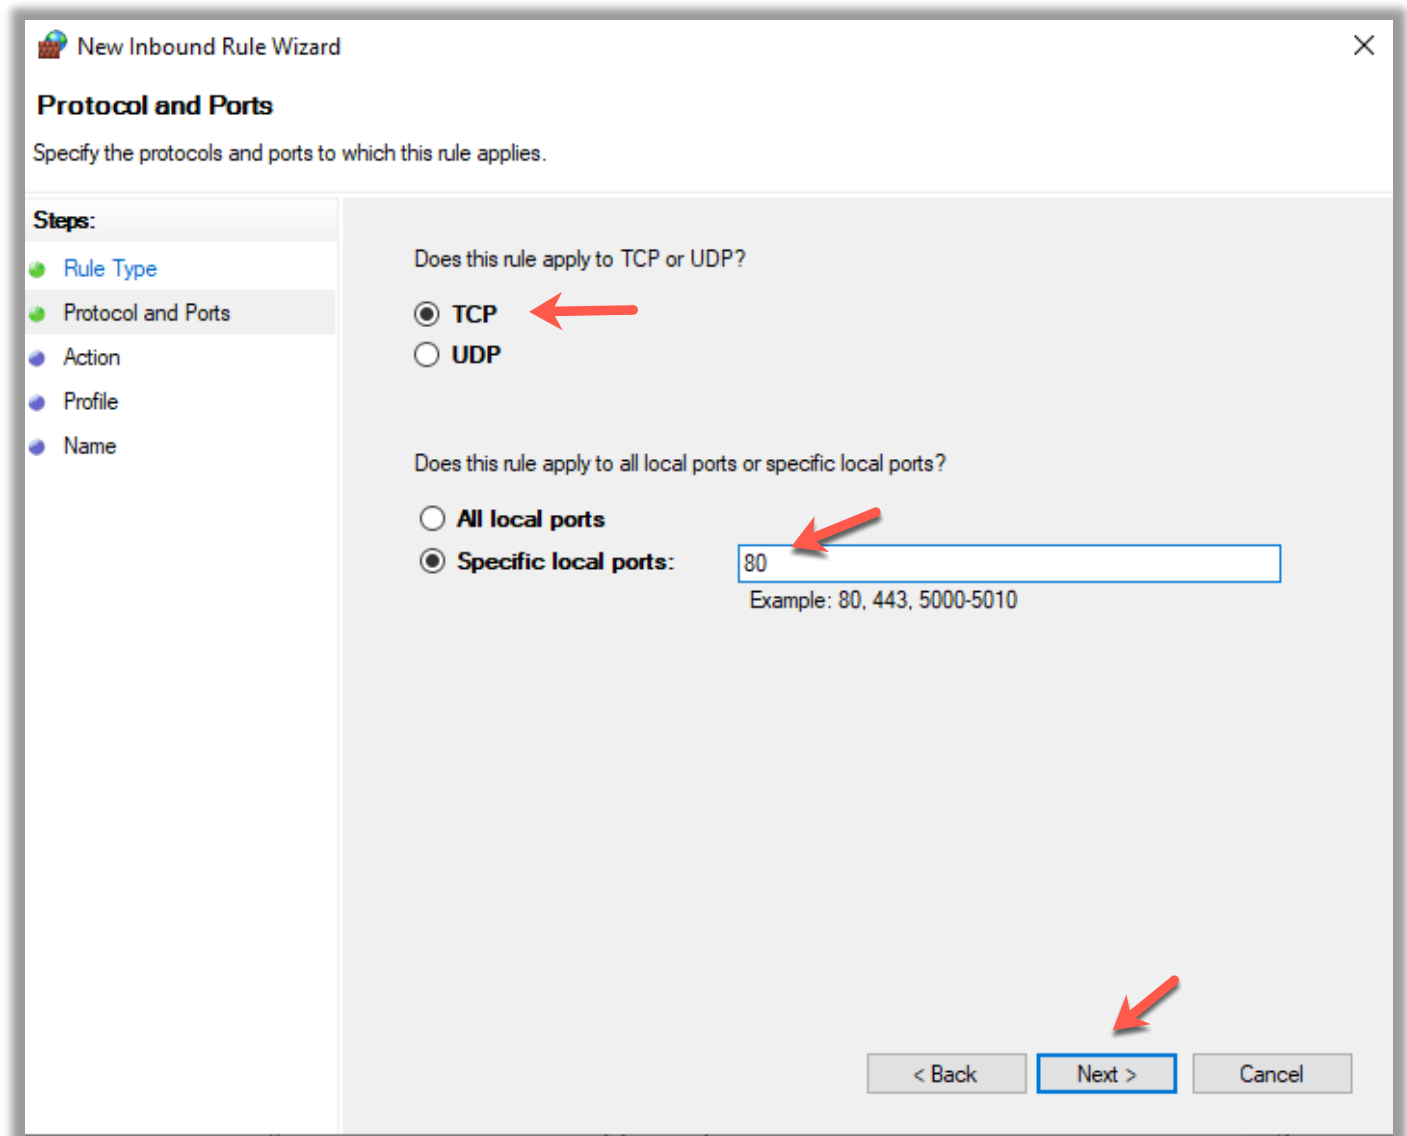 New Inbound Rule Wizard
Protocol and Ports
Specify the protocols and ports to which this rule applies.
Steps:
Rule Type
Protocol and Ports
Action
Profile
Name
Does this rule apply to TCP or UDP?
TCP
UDP
Does this rule apply to all local ports or specific local ports?
All local ports
Specific local ports:
80
Example: 80, 443, 5000-5010
< Back
Next >
Cancel